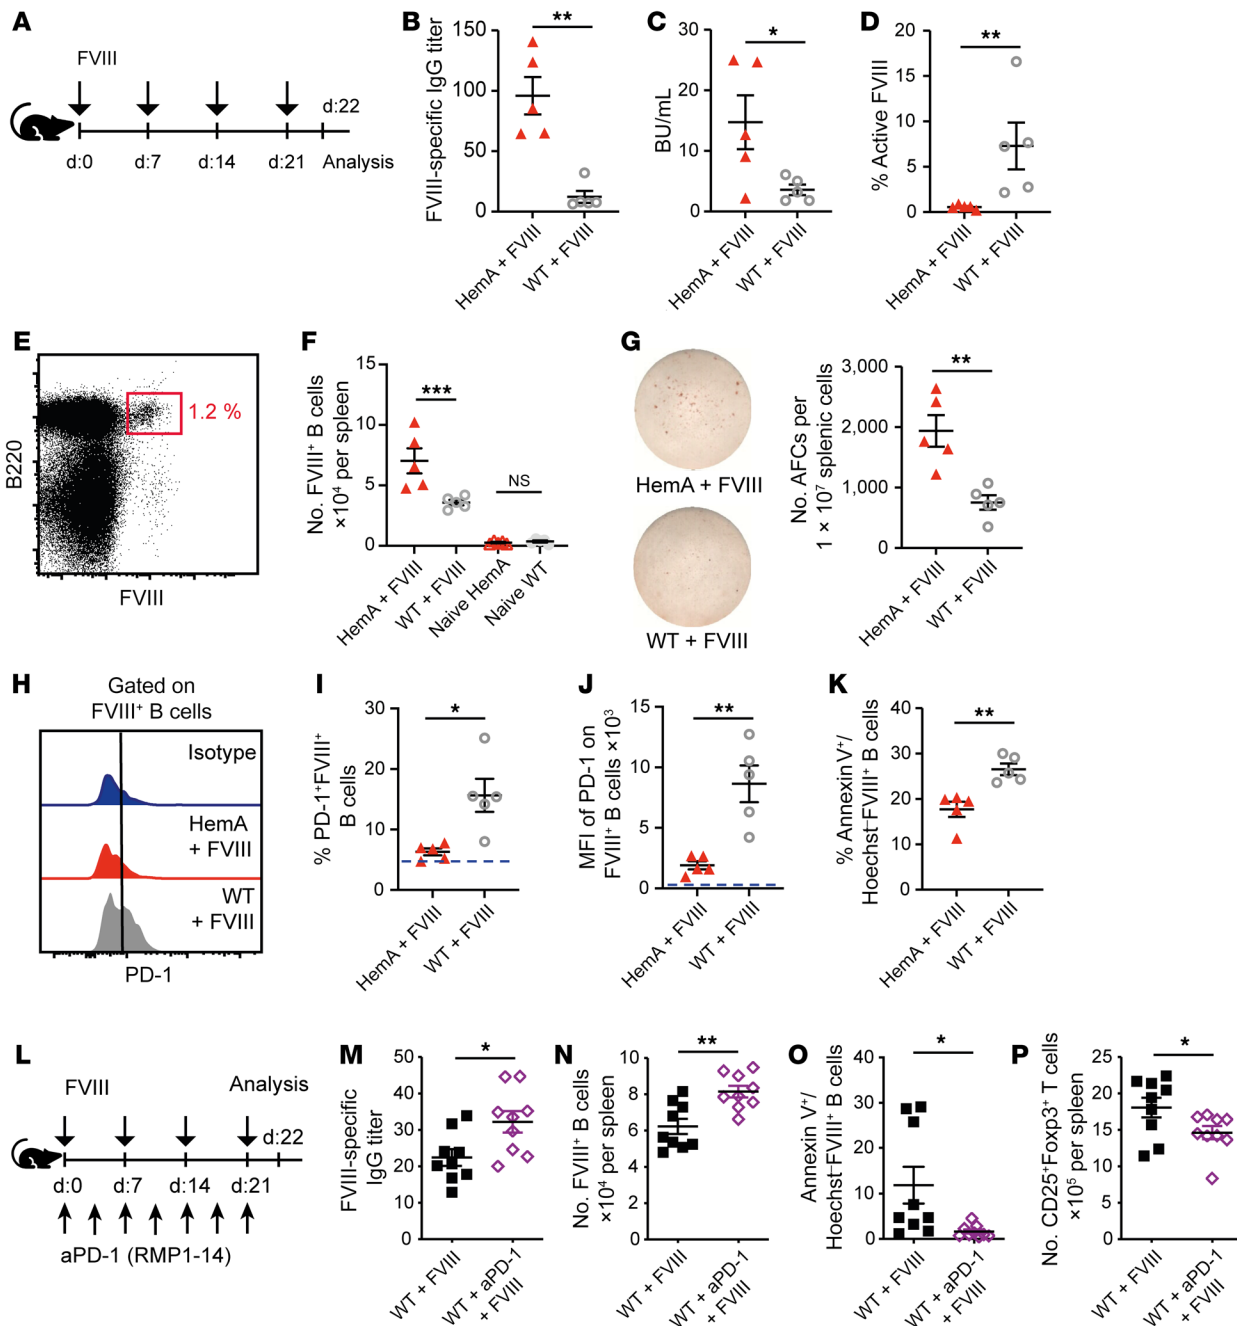 A
FVIII
d:22
d:0 d:7 d:14 d:21 Analysis
B
FVIII-specific IgG titer
150
100
50
0
**
HemA + FVIII
WT + FVIII
C
BU/mL
30
20
10
0
*
HemA + FVIII
WT + FVIII
D
% Active FVIII
20
15
10
5
0
**
HemA + FVIII
WT + FVIII
E
B220
1.2 %
FVIII
F
No. FVIII⁺ B cells
×10⁴ per spleen
15
10
5
0
***
NS
HemA + FVIII
WT + FVIII
Naive HemA
Naive WT
G
HemA + FVIII
WT + FVIII
No. AFCs per
1 × 10⁷ splenic cells
3,000
2,000
1,000
0
**
HemA + FVIII
WT + FVIII
H
Gated on
FVIII⁺ B cells
Isotype
HemA
+ FVIII
WT
+ FVIII
PD-1
I
% PD-1⁺FVIII⁺
B cells
30
20
10
0
*
HemA + FVIII
WT + FVIII
J
MFI of PD-1 on
FVIII⁺ B cells ×10³
15
10
5
0
**
HemA + FVIII
WT + FVIII
K
% Annexin V⁺/
Hoechst⁻FVIII⁺ B cells
40
30
20
10
0
**
HemA + FVIII
WT + FVIII
L
FVIII Analysis
d:22
d:0 d:7 d:14 d:21
aPD-1 (RMP1-14)
M
FVIII-specific
IgG titer
50
40
30
20
10
0
*
WT + FVIII
WT + aPD-1
+ FVIII
N
No. FVIII⁺ B cells
×10⁴ per spleen
10
8
6
4
2
0
**
WT + FVIII
WT + aPD-1
+ FVIII
O
Annexin V⁺/
Hoechst⁻FVIII⁺ B cells
40
30
20
10
0
*
WT + FVIII
WT + aPD-1
+ FVIII
P
No. CD25⁺Foxp3⁺ T cells
×10⁵ per spleen
25
20
15
10
5
0
*
WT + FVIII
WT + aPD-1
+ FVIII